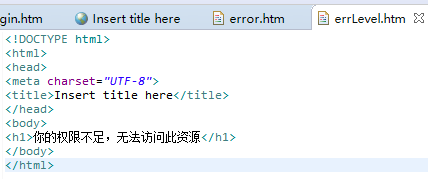 gin.htm Insert title here error.htm errLevel.htm
<!DOCTYPE html>
<html>
<head>
<meta charset="UTF-8">
<title>Insert title here</title>
</head>
<body>
<h1>你的权限不足，无法访问此资源</h1>
</body>
</html>